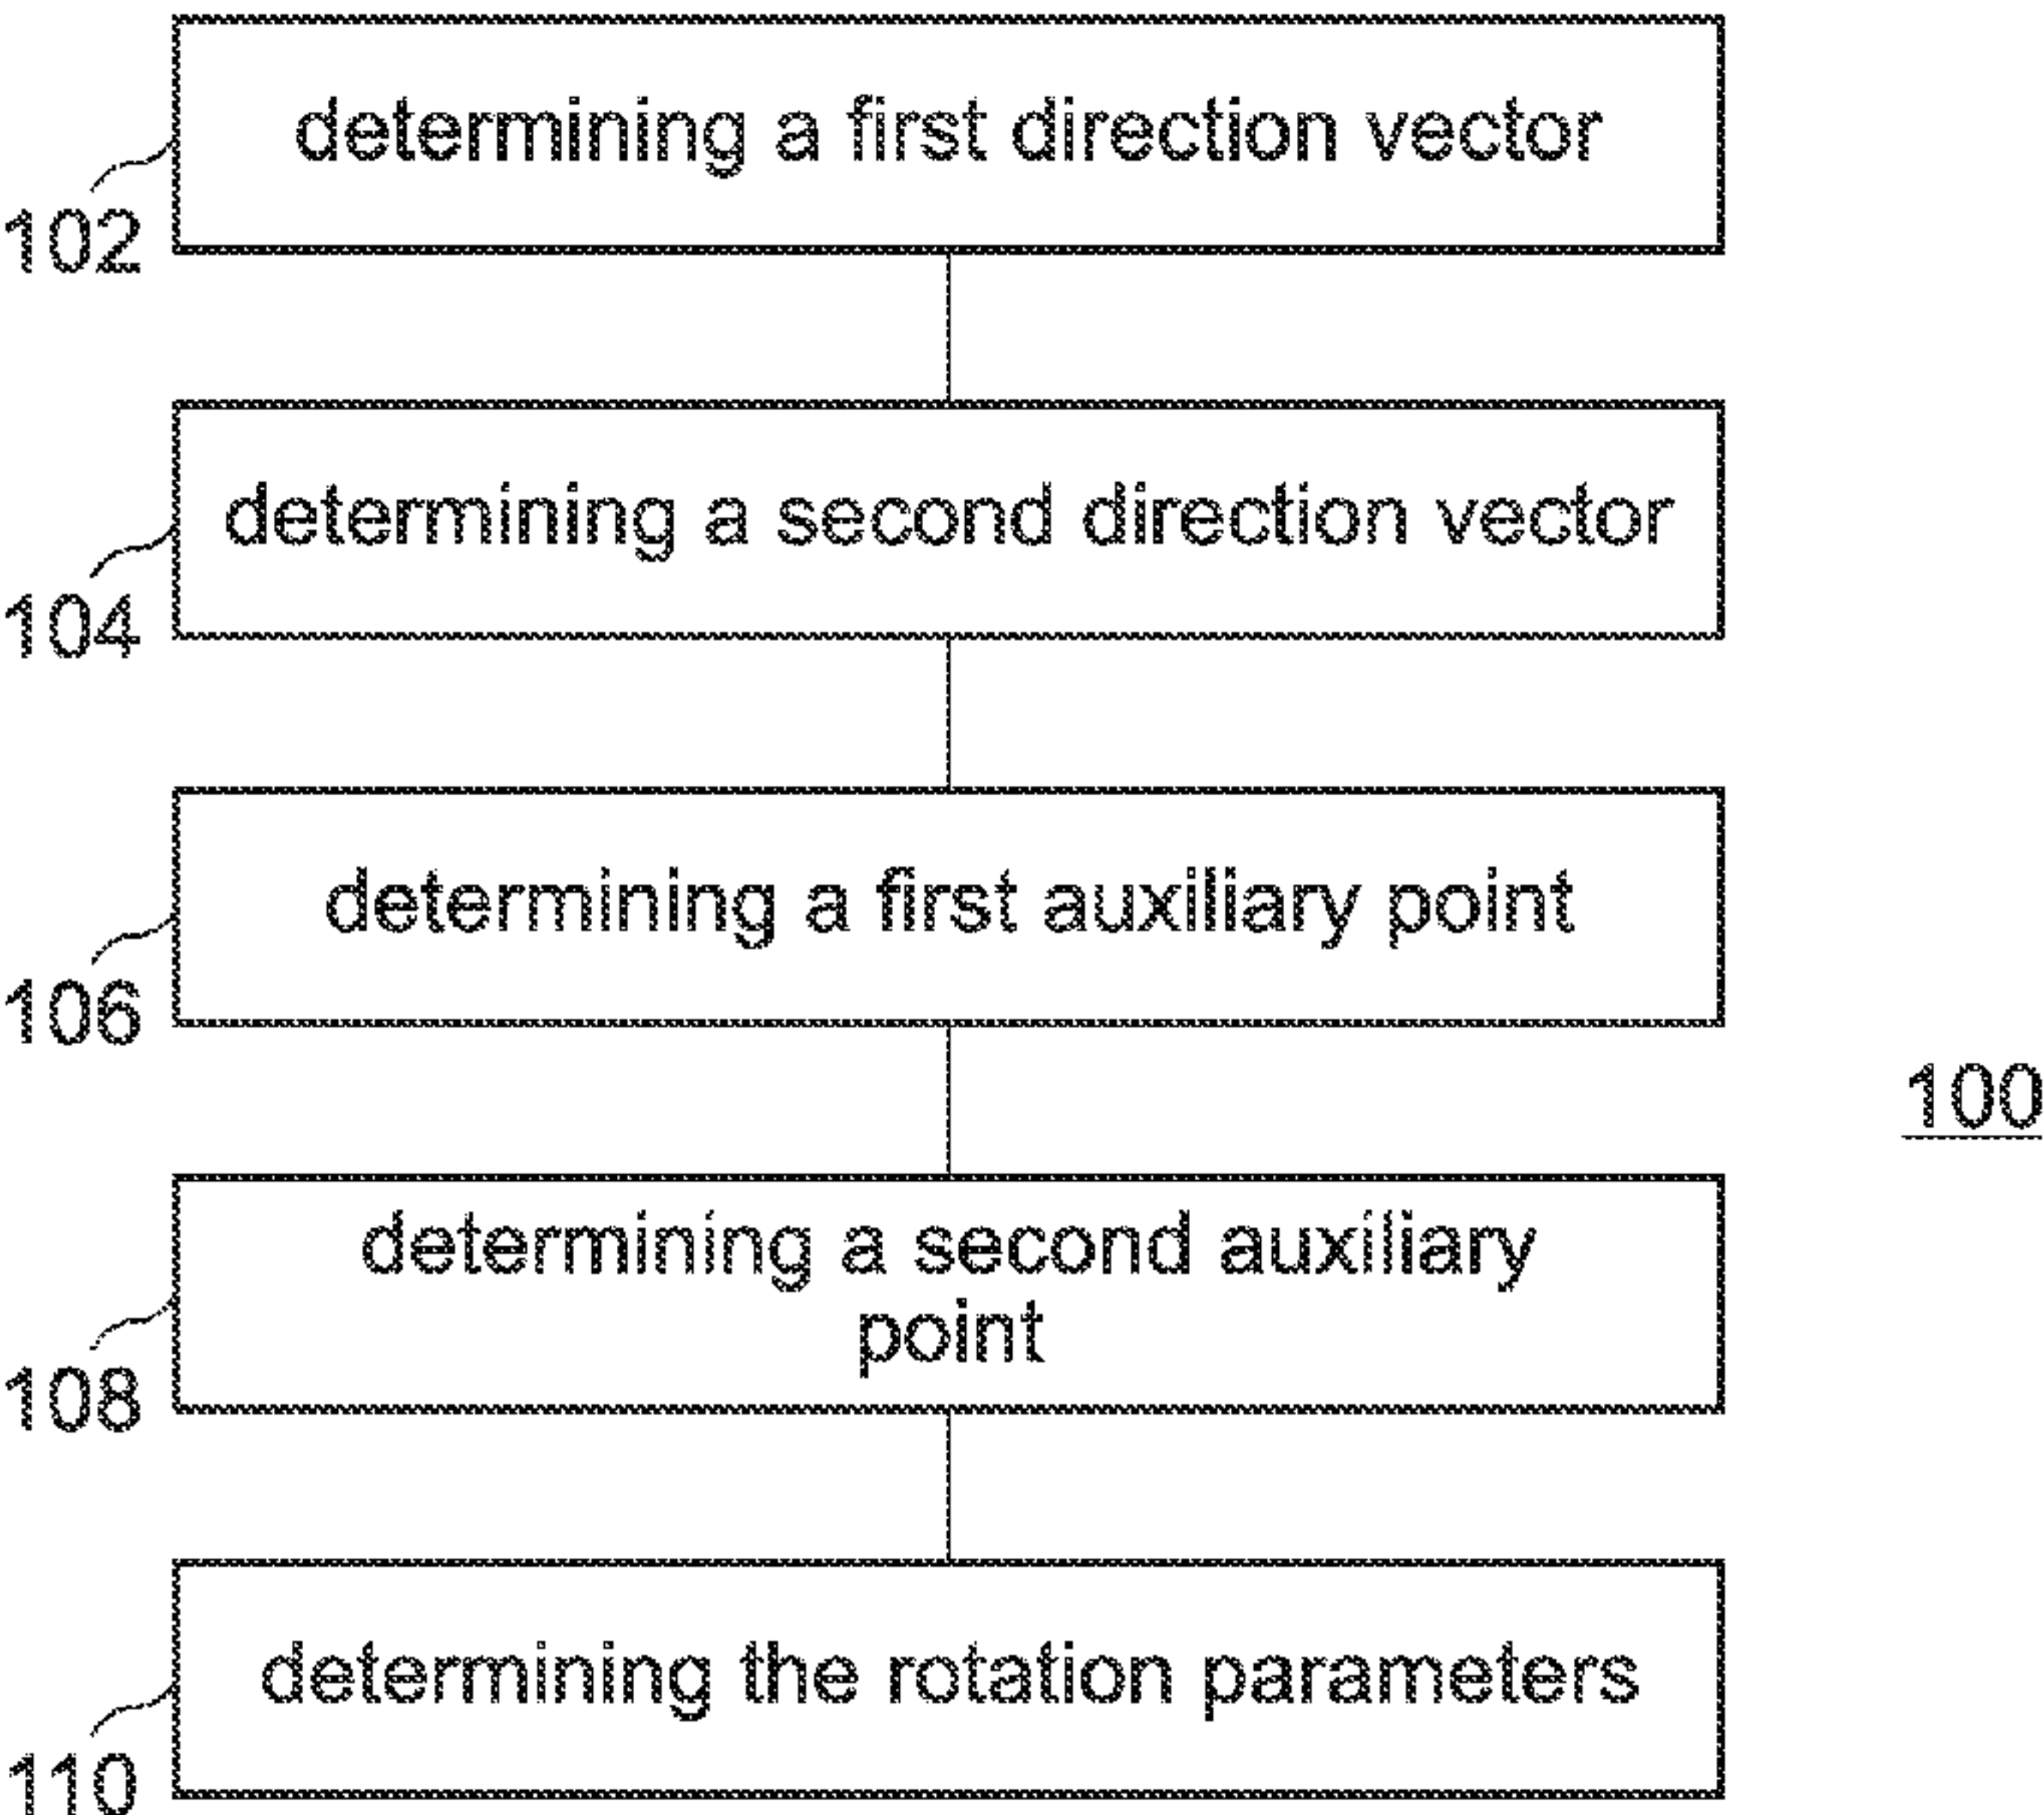 determining a first direction vector
102
determining a second direction vector
104
determining a first auxiliary point
106
100
determining a second auxiliary
point
108
determining the rotation parameters
110